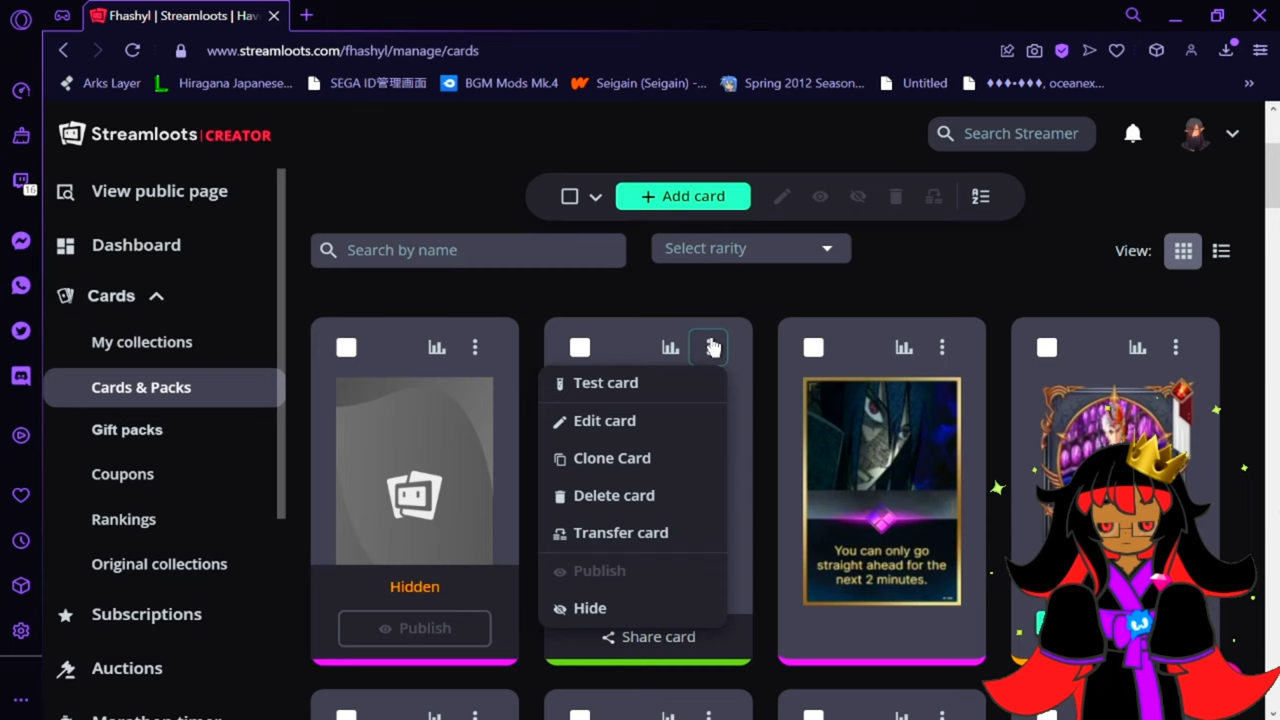 Fhashyl | Streamloots | Hav
www.streamloots.com/fhashyl/manage/cards
Arks Layer
Hiragana Japanese...
SEGA ID管理画面
BGM Mods Mk.4
Seigain (Seigain) -...
Spring 2012 Season...
Untitled
♦♦♦-♦♦♦, oceanex...
»
Streamloots | CREATOR
Search Streamer
16
View public page
+ Add card
Dashboard
Search by name
Select rarity
View:
Cards
My collections
Cards & Packs
Test card
Gift packs
Edit card
Coupons
Clone Card
Delete card
Rankings
Transfer card
Original collections
You can only go
straight ahead for the
next 2 minutes.
Publish
Hidden
Hide
Subscriptions
Publish
Share card
Auctions
Marathon timer